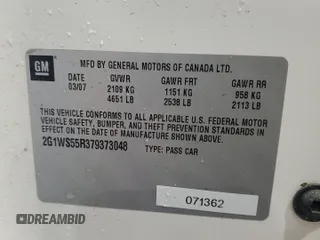 GM
MFD BY GENERAL MOTORS OF CANADA LTD.
DATE GVWR GAWR FRT GAWR RR
03/07 2109 KG 1151 KG 958 KG
4651 LB 2538 LB 2113 LB
THIS VEHICLE CONFORMS TO ALL APPLICABLE U.S. FEDERAL MOTOR
VEHICLE SAFETY, BUMPER, AND THEFT PREVENTION STANDARDS IN
EFFECT ON THE DATE OF MANUFACTURE SHOWN ABOVE.
2G1WS55R379373048 TYPE: PASS CAR
071362
DREAMBID